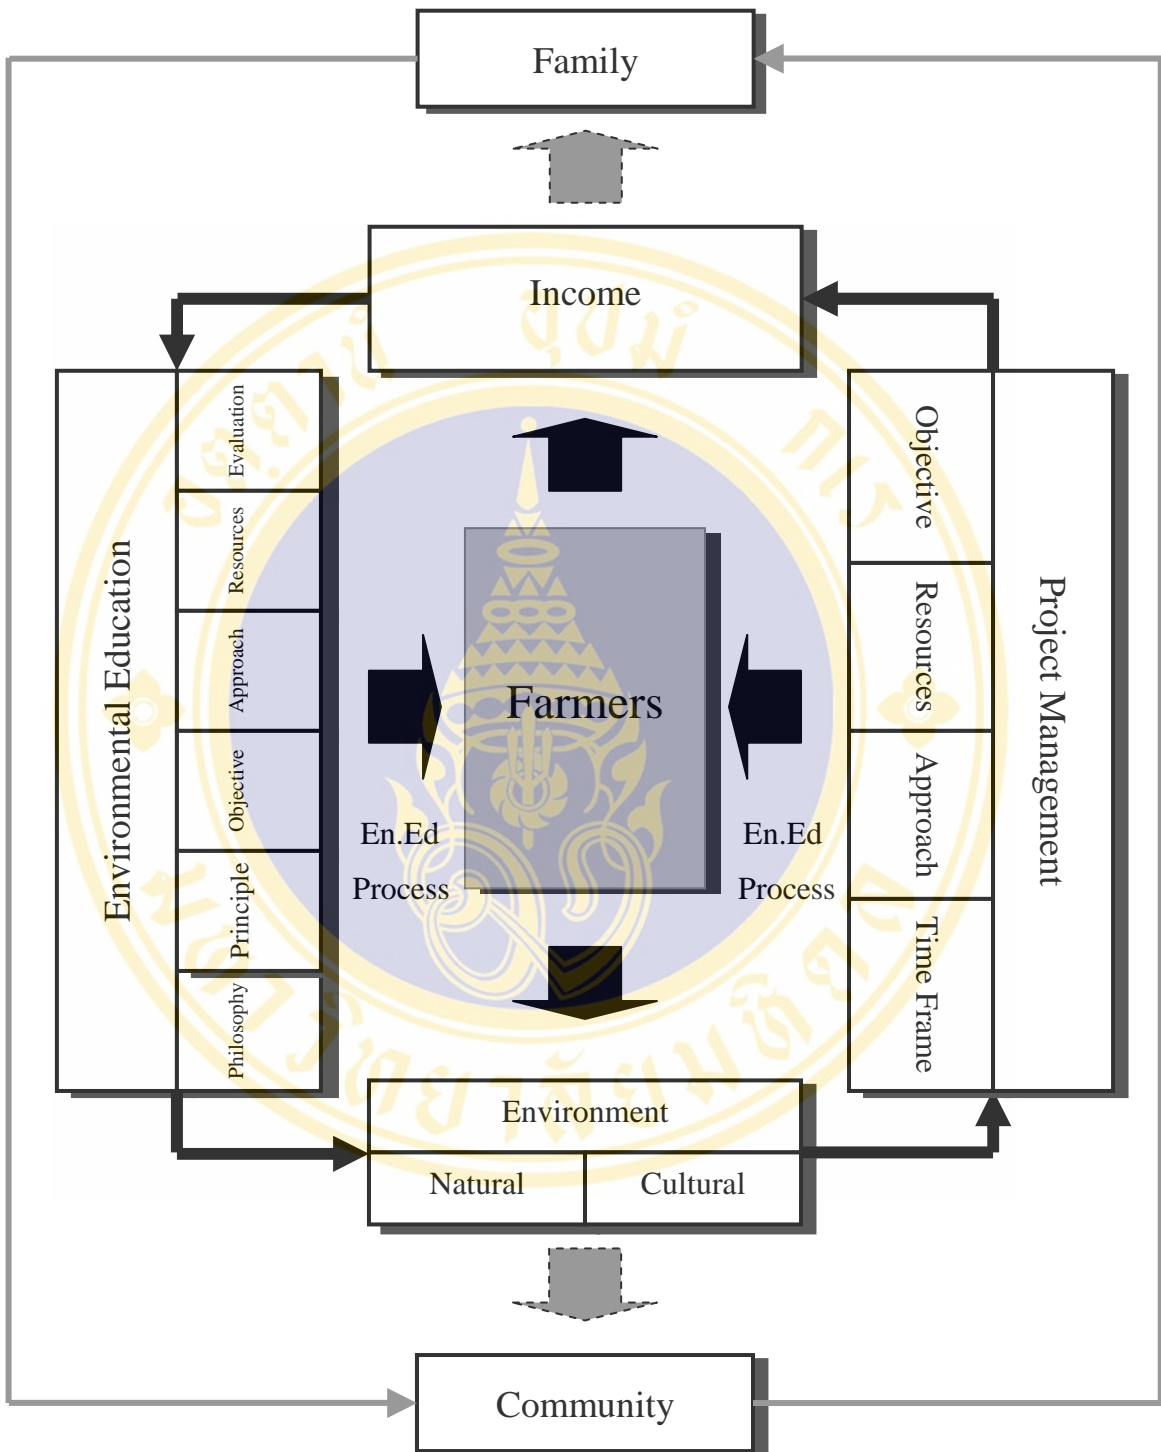 Family
Income
Environmental Education
Evaluation
Resources
Approach
Objective
Principle
Philosophy
Farmers
En.Ed
Process
En.Ed
Process
Objective
Resources
Approach
Time Frame
Project Management
Environment
Natural
Cultural
Community